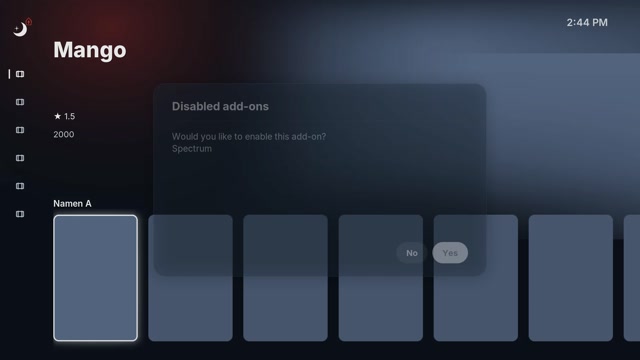 2:44 PM
Mango
Disabled add-ons
★ 1.5
2000
Would you like to enable this add-on?
Spectrum
Namen A
No
Yes